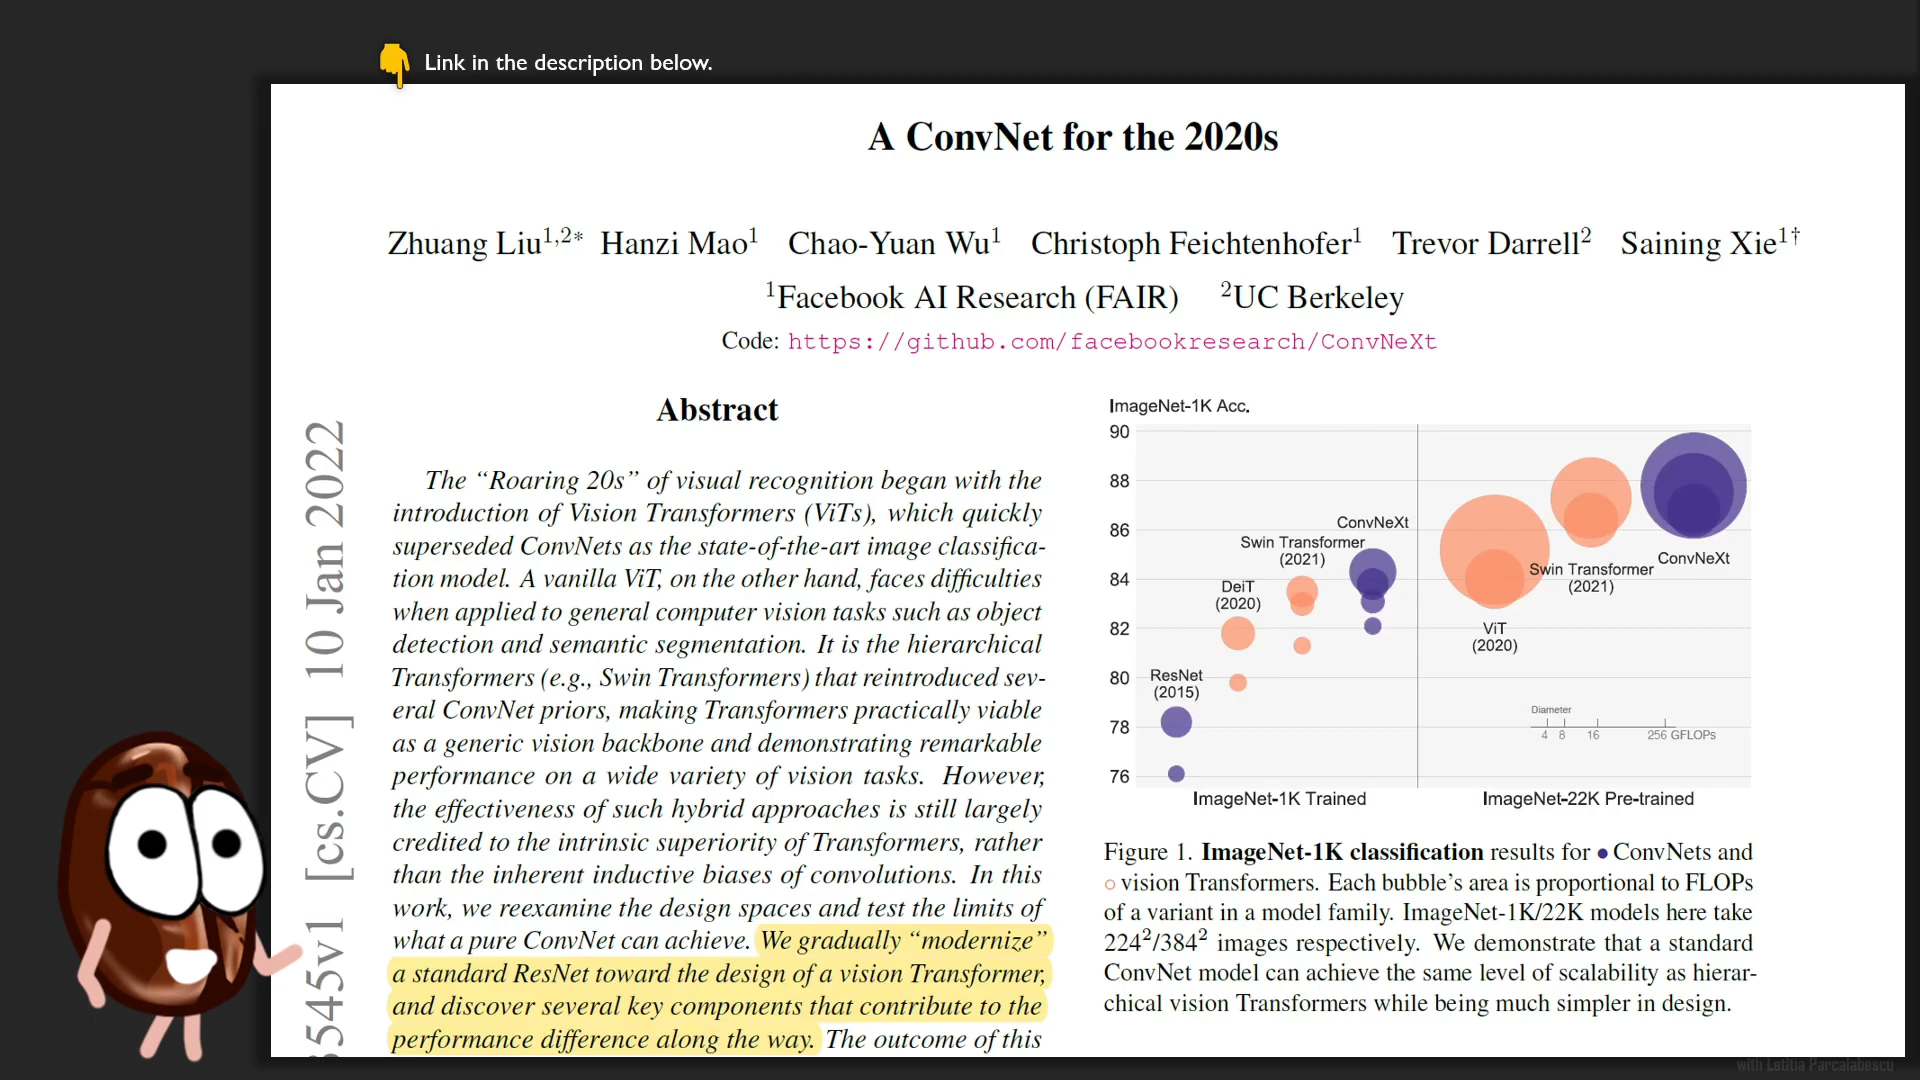 Link in the description below.
A ConvNet for the 2020s
Zhuang Liu1,2* Hanzi Mao1 Chao-Yuan Wu1 Christoph Feichtenhofer1 Trevor Darrell2 Saining Xie1†
1Facebook AI Research (FAIR) 2UC Berkeley
Code: https://github.com/facebookresearch/ConvNeXt
545v1 [cs.CV] 10 Jan 2022
Abstract
The “Roaring 20s” of visual recognition began with the
introduction of Vision Transformers (ViTs), which quickly
superseded ConvNets as the state-of-the-art image classifica-
tion model. A vanilla ViT, on the other hand, faces difficulties
when applied to general computer vision tasks such as object
detection and semantic segmentation. It is the hierarchical
Transformers (e.g., Swin Transformers) that reintroduced sev-
eral ConvNet priors, making Transformers practically viable
as a generic vision backbone and demonstrating remarkable
performance on a wide variety of vision tasks. However,
the effectiveness of such hybrid approaches is still largely
credited to the intrinsic superiority of Transformers, rather
than the inherent inductive biases of convolutions. In this
work, we reexamine the design spaces and test the limits of
what a pure ConvNet can achieve. We gradually “modernize”
a standard ResNet toward the design of a vision Transformer,
and discover several key components that contribute to the
performance difference along the way. The outcome of this
ImageNet-1K Acc.
90
88
86
84
82
80
78
76
ResNet
(2015)
DeiT
(2020)
Swin Transformer
(2021)
ConvNeXt
ViT
(2020)
Swin Transformer
(2021)
ConvNeXt
Diameter
4 8 16 256 GFLOPs
ImageNet-1K Trained
ImageNet-22K Pre-trained
Figure 1. ImageNet-1K classification results for • ConvNets and
○ vision Transformers. Each bubble’s area is proportional to FLOPs
of a variant in a model family. ImageNet-1K/22K models here take
224²/384² images respectively. We demonstrate that a standard
ConvNet model can achieve the same level of scalability as hierar-
chical vision Transformers while being much simpler in design.
with Letitia Parcalabescu